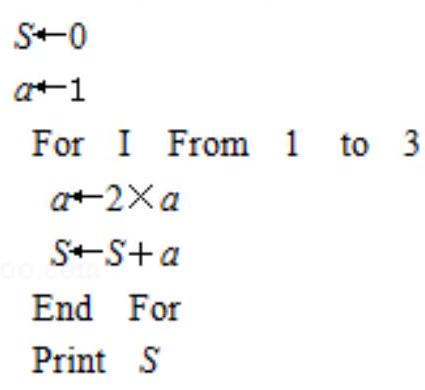 S←0
a←1
For I From 1 to 3
a←2×a
S←S+a
End For
Print S